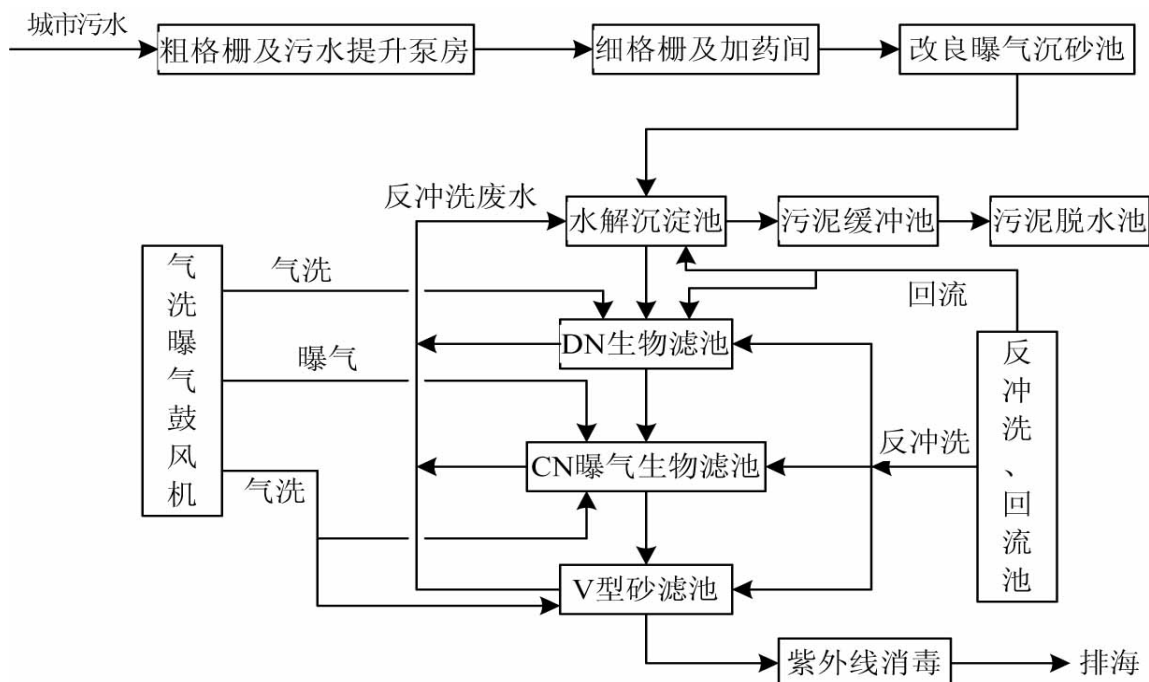 城市污水
粗格栅及污水提升泵房
细格栅及加药间
改良曝气沉砂池
反冲洗废水
水解沉淀池
污泥缓冲池
污泥脱水池
气洗曝气鼓风机
气洗
回流
DN生物滤池
曝气
反冲洗、回流池
反冲洗
CN曝气生物滤池
气洗
V型砂滤池
紫外线消毒
排海